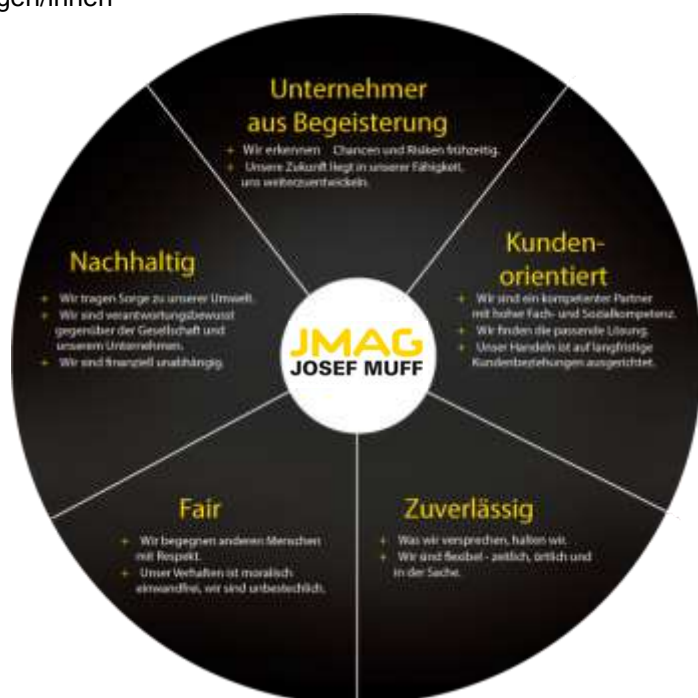 Unternehmer
aus Begeisterung
+ Wir erkennen Chancen und Risiken frühzeitig.
+ Unsere Zukunft liegt in unserer Fähigkeit,
uns weiterzuentwickeln.
Kunden-
orientiert
+ Wir sind ein kompetenter Partner
mit hoher Fach- und Sozialkompetenz.
+ Wir finden die passende Lösung.
+ Unser Handeln ist auf langfristige
Kundenbeziehungen ausgerichtet.
Zuverlässig
+ Was wir versprechen, halten wir.
+ Wir sind flexibel - zeitlich, örtlich und
in der Sache.
Fair
+ Wir begegnen anderen Menschen
mit Respekt.
+ Unser Verhalten ist moralisch
einwandfrei, wir sind unbestechlich.
Nachhaltig
+ Wir tragen Sorge zu unserer Umwelt.
+ Wir sind verantwortungsbewusst
gegenüber der Gesellschaft und
unserem Unternehmen.
+ Wir sind finanziell unabhängig.
JMAG
JOSEF MUFF